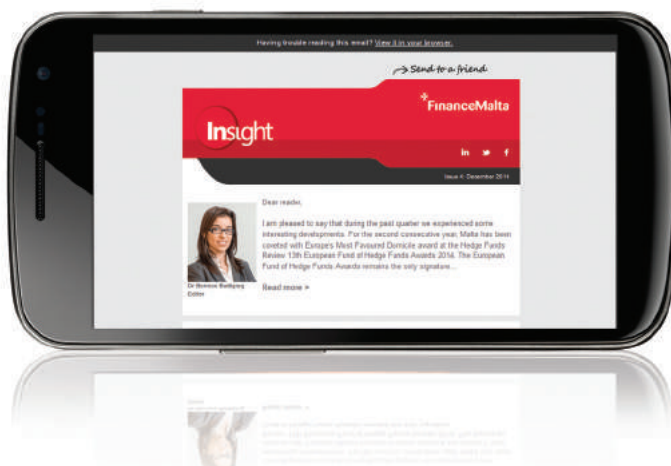 Having trouble reading this email? View it in your browser.
Send to a friend
FinanceMalta
Insight
in f
Issue 4: December 2014
Dear reader,
I am pleased to say that during the past quarter we experienced some
interesting developments. For the second consecutive year, Malta has been
coveted with Europe's Most Favoured Domicile award at the Hedge Funds
Review 13th European Fund of Hedge Funds Awards 2014. The European
Fund of Hedge Funds Awards remains the only signature...
Read more >
Dr Bernice Buttigieg
Editor